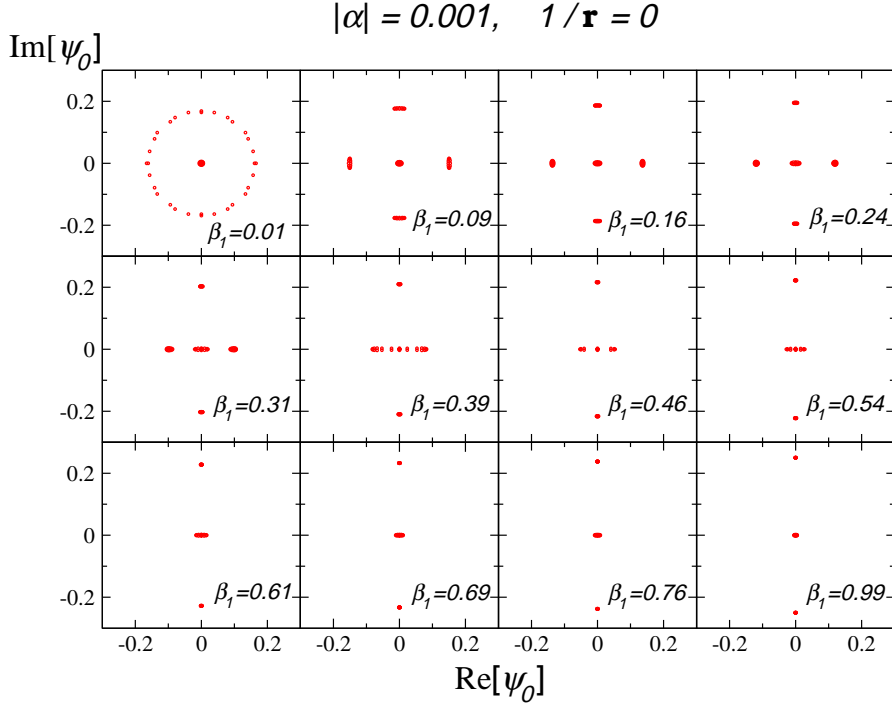 |α| = 0.001, 1 / r = 0
Im[ψ0]
0.2
0
-0.2
β1=0.01
β1=0.09
β1=0.16
β1=0.24
0.2
0
-0.2
β1=0.31
β1=0.39
β1=0.46
β1=0.54
0.2
0
-0.2
β1=0.61
β1=0.69
β1=0.76
β1=0.99
-0.2 0 0.2 -0.2 0 0.2 -0.2 0 0.2 -0.2 0 0.2
Re[ψ0]